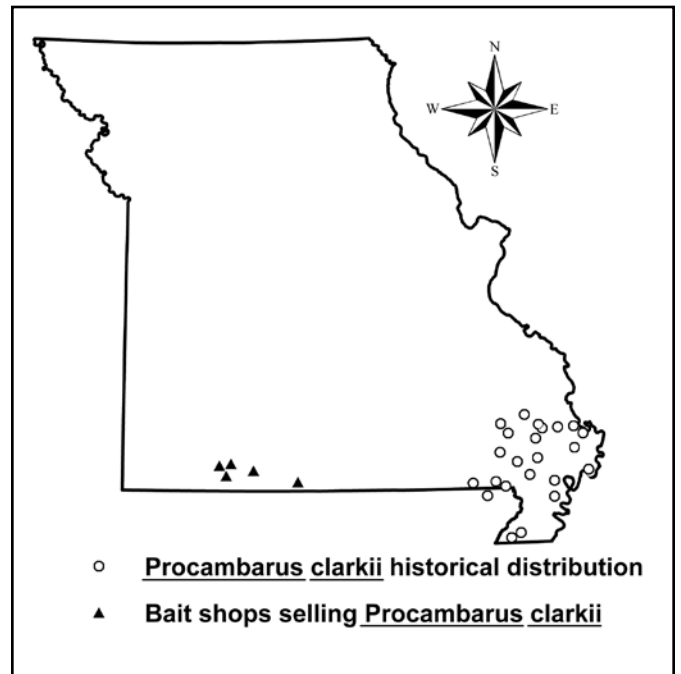 N
W E
S
Procambarus clarkii historical distribution
Bait shops selling Procambarus clarkii